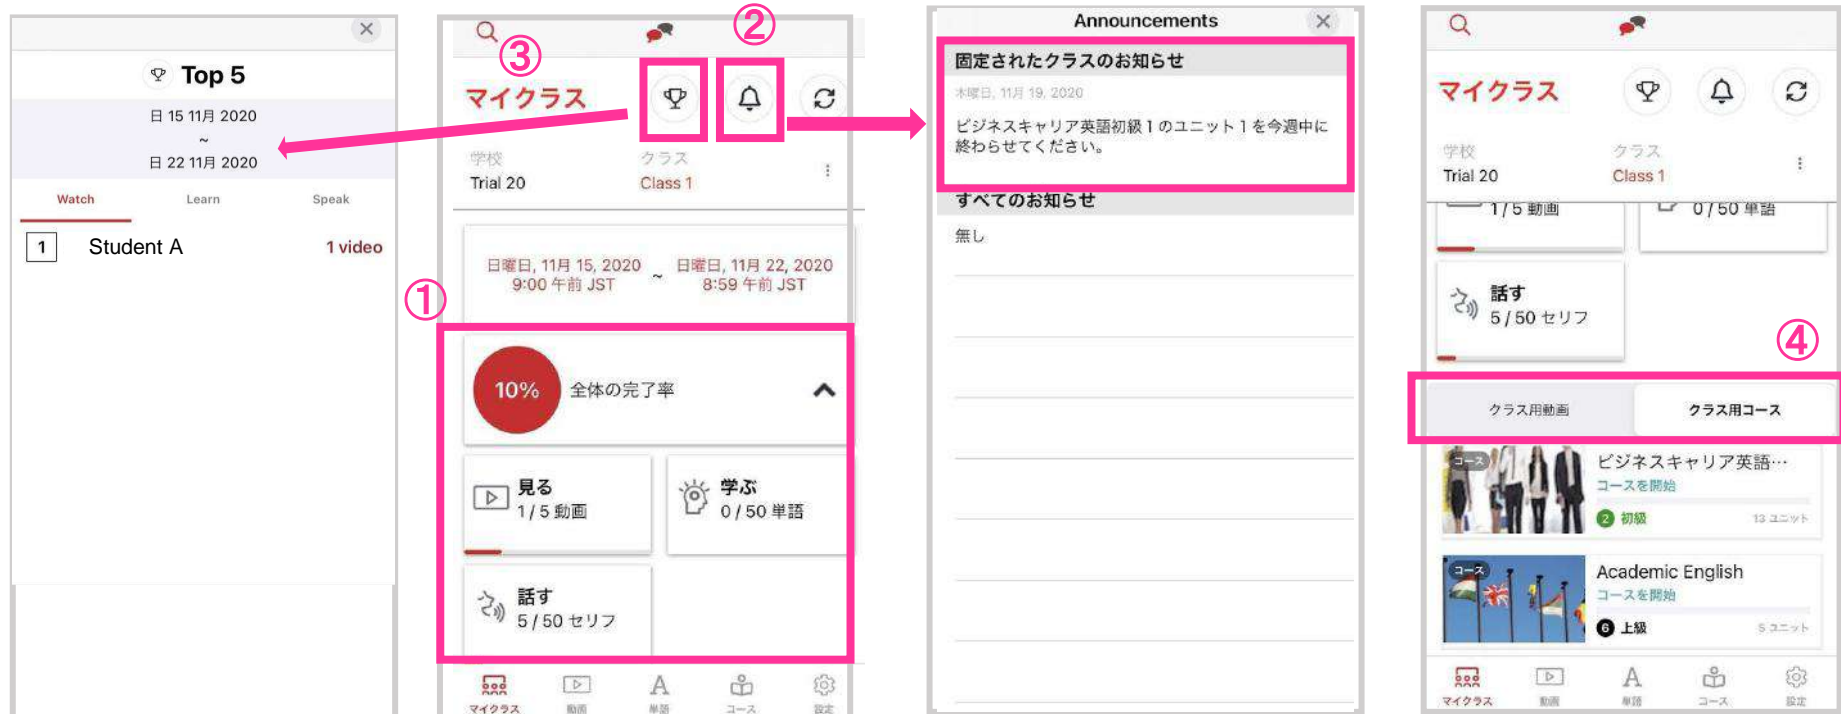 Top 5
日 15 11月 2020
~
日 22 11月 2020
Watch Learn Speak
1 Student A 1 video
③ ②
マイクラス
学校 クラス
Trial 20 Class 1
日曜日, 11月 15, 2020 ~ 日曜日, 11月 22, 2020
9:00 午前 JST 8:59 午前 JST
①
10% 全体の完了率
見る
1 / 5 動画
学ぶ
0 / 50 単語
話す
5 / 50 セリフ
マイクラス 動画 単語 コース 設定
Announcements
固定されたクラスのお知らせ
木曜日, 11月 19, 2020
ビジネスキャリア英語初級1のユニット1を今週中に
終わらせてください。
すべてのお知らせ
無し
マイクラス
学校 クラス
Trial 20 Class 1
1 / 5 動画 0 / 50 単語
話す
5 / 50 セリフ
④
クラス用動画 クラス用コース
コース
ビジネスキャリア英語…
コースを開始
2 初級 13 ユニット
コース
Academic English
コースを開始
6 上級 5 ユニット
マイクラス 動画 単語 コース 設定